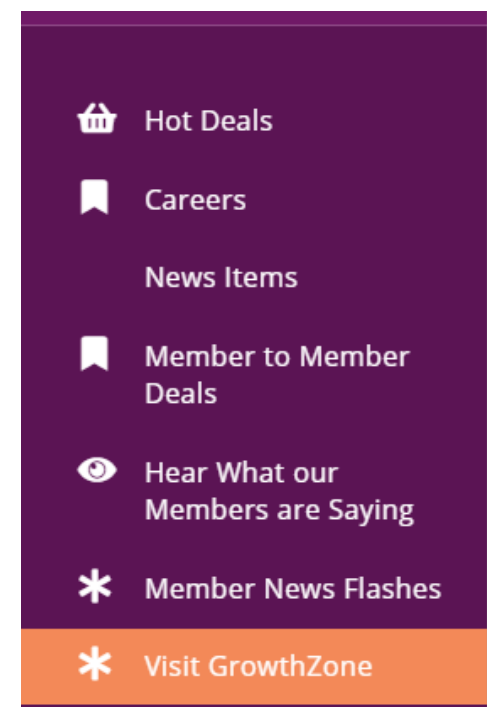 Hot Deals
Careers
News Items
Member to Member
Deals
Hear What our
Members are Saying
Member News Flashes
Visit GrowthZone